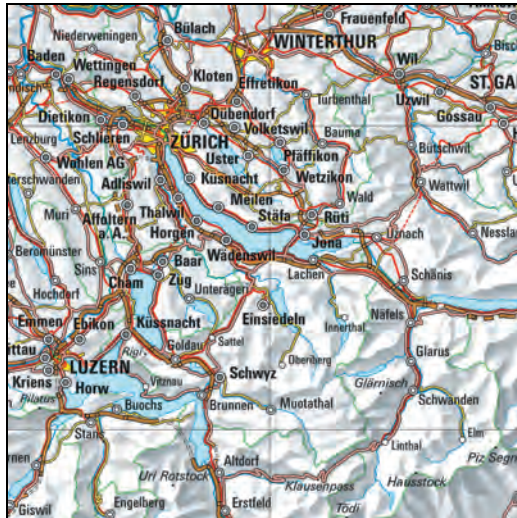 Frauenfeld
Bülach
Niederweningen
WINTERTHUR
Baden
Wettingen
Kloten
Wil
Regensdorf
Effretikon
Turbenthal
Uzwil
ST.GA
Dietikon
Dübendorf
Gossau
Schlieren
Volketswil
Bauma
Lenzburg
ZÜRICH
Bütschwil
Wohlen AG
Uster
Pfäffikon
Küsnacht
Wetzikon
Wattwil
Adliswil
Meilen
Wald
Muri
Thalwil
Stäfa
Rüti
Affoltern
a. A.
Horgen
Jona
Uznach
Nesslau
Beromünster
Wädenswil
Sins
Baar
Lachen
Schänis
Cham
Zug
Hochdorf
Unterägeri
Näfels
Emmen
Ebikon
Küssnacht
Einsiedeln
Innerthal
ttau
Goldau
Sattel
Rigi
Oberiberg
Glarus
LUZERN
Kriens
Schwyz
Glärnisch
Horw
Vitznau
Pilatus
Buochs
Brunnen
Muotathal
Schwanden
Stans
Linthal
Elm
Altdorf
Piz Segn
Uri Rotstock
Klausenpass
Hausstock
Giswil
Engelberg
Erstfeld
Tödi